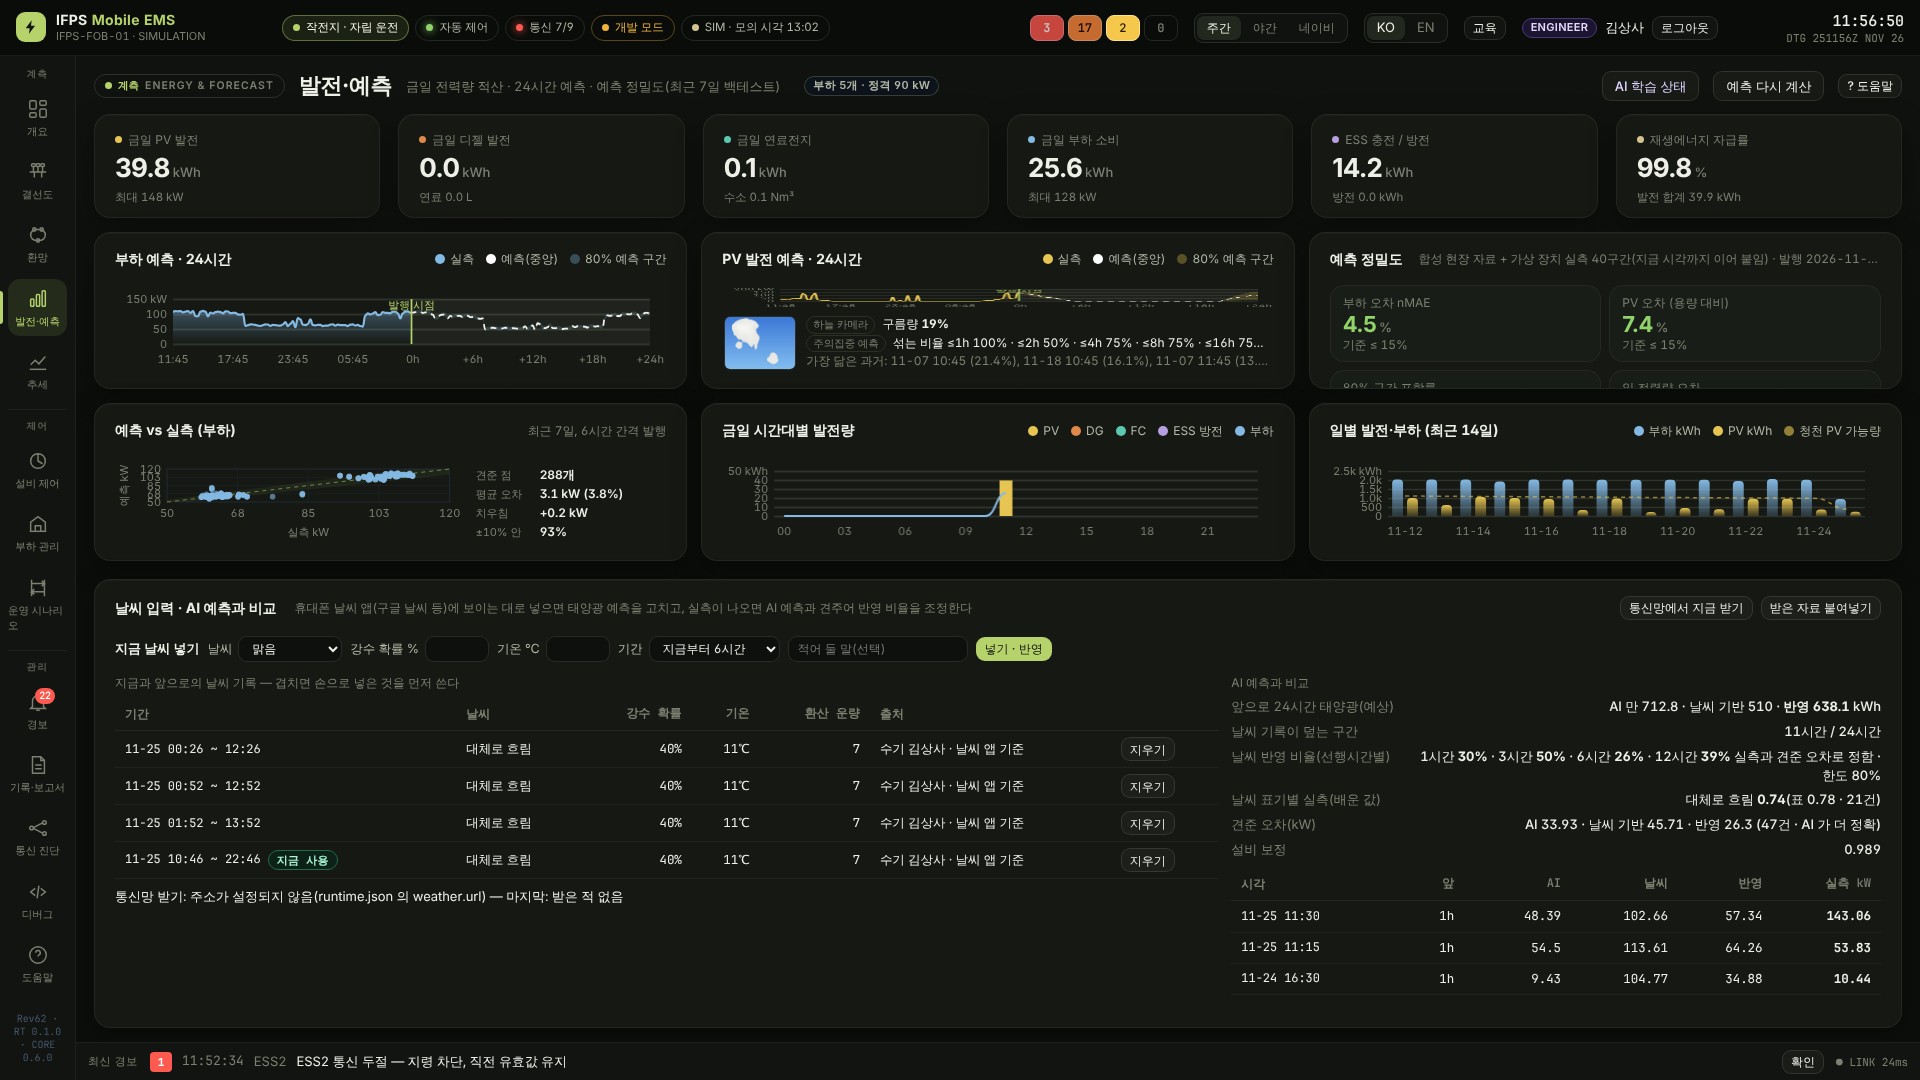 IFPS Mobile EMS
IFPS-FOB-01 · SIMULATION
작전지 · 자립 운전
자동 제어
통신 7/9
개발 모드
SIM · 모의 시각 13:02
3 17 2 0
주간 야간 네이비
KO EN
교육
ENGINEER 김상사 로그아웃
11:56:50
DTG 251156Z NOV 26
계측
개요
결선도
환망
발전·예측
추세
제어
설비 제어
부하 관리
운영 시나리오
관리
22
경보
기록·보고서
통신 진단
디버그
도움말
Rev62 ·
RT 0.1.0
· CORE
0.6.0
계측 ENERGY & FORECAST
발전·예측
금일 전력량 적산 · 24시간 예측 · 예측 정밀도(최근 7일 백테스트)
부하 5개 · 정격 90 kW
AI 학습 상태
예측 다시 계산
? 도움말
금일 PV 발전
39.8 kWh
최대 148 kW
금일 디젤 발전
0.0 kWh
연료 0.0 L
금일 연료전지
0.1 kWh
수소 0.1 Nm³
금일 부하 소비
25.6 kWh
최대 128 kW
ESS 충전 / 방전
14.2 kWh
방전 0.0 kWh
재생에너지 자급률
99.8 %
발전 합계 39.9 kWh
부하 예측 · 24시간
실측 예측(중앙) 80% 예측 구간
150 kW
100
50
0
발행 시점
11:45 17:45 23:45 05:45 0h +6h +12h +18h +24h
PV 발전 예측 · 24시간
실측 예측(중앙) 80% 예측 구간
하늘 카메라 구름량 19%
주의집중 예측 섞는 비율 ≤1h 100% · ≤2h 50% · ≤4h 75% · ≤8h 75% · ≤16h 75...
가장 닮은 과거: 11-07 10:45 (21.4%), 11-18 10:45 (16.1%), 11-07 11:45 (13....
예측 정밀도
합성 현장 자료 + 가상 장치 실측 40구간(지금 시각까지 이어 붙임) · 발행 2026-11-...
부하 오차 nMAE
4.5 %
기준 ≤ 15%
PV 오차 (용량 대비)
7.4 %
기준 ≤ 15%
예측 vs 실측 (부하)
최근 7일, 6시간 간격 발행
예측 kW
120
103
85
68
50
50 68 85 103 120
실측 kW
견준 점 288개
평균 오차 3.1 kW (3.8%)
치우침 +0.2 kW
±10% 안 93%
금일 시간대별 발전량
PV DG FC ESS 방전 부하
50 kWh
40
30
20
10
0
00 03 06 09 12 15 18 21
일별 발전·부하 (최근 14일)
부하 kWh PV kWh 청천 PV 가능량
2.5k kWh
2.0k
1.5k
1.0k
500
0
11-12 11-14 11-16 11-18 11-20 11-22 11-24
날씨 입력 · AI 예측과 비교
휴대폰 날씨 앱(구글 날씨 등)에 보이는 대로 넣으면 태양광 예측을 고치고, 실측이 나오면 AI 예측과 견주어 반영 비율을 조정한다
통신망에서 지금 받기
받은 자료 붙여넣기
지금 날씨 넣기 날씨 맑음 강수 확률 % 기온 ℃ 기간 지금부터 6시간 적어 둘 말(선택) 넣기 · 반영
지금과 앞으로의 날씨 기록 — 겹치면 손으로 넣은 것을 먼저 쓴다
기간 날씨 강수 확률 기온 환산 운량 출처
11-25 00:26 ~ 12:26 대체로 흐림 40% 11℃ 7 수기 김상사 · 날씨 앱 기준 지우기
11-25 00:52 ~ 12:52 대체로 흐림 40% 11℃ 7 수기 김상사 · 날씨 앱 기준 지우기
11-25 01:52 ~ 13:52 대체로 흐림 40% 11℃ 7 수기 김상사 · 날씨 앱 기준 지우기
11-25 10:46 ~ 22:46 지금 사용 대체로 흐림 40% 11℃ 7 수기 김상사 · 날씨 앱 기준 지우기
통신망 받기: 주소가 설정되지 않음(runtime.json 의 weather.url) — 마지막: 받은 적 없음
AI 예측과 비교
앞으로 24시간 태양광(예상) AI 만 712.8 · 날씨 기반 510 · 반영 638.1 kWh
날씨 기록이 덮는 구간 11시간 / 24시간
날씨 반영 비율(선행시간별) 1시간 30% · 3시간 50% · 6시간 26% · 12시간 39% 실측과 견준 오차로 정함 ·
한도 80%
날씨 표기별 실측(배운 값) 대체로 흐림 0.74(표 0.78 · 21건)
견준 오차(kW) AI 33.93 · 날씨 기반 45.71 · 반영 26.3 (47건 · AI 가 더 정확)
설비 보정 0.989
시각 앞 AI 날씨 반영 실측 kW
11-25 11:30 1h 48.39 102.66 57.34 143.06
11-25 11:15 1h 54.5 113.61 64.26 53.83
11-24 16:30 1h 9.43 104.77 34.88 10.44
최신 경보 1 11:52:34 ESS2 ESS2 통신 두절 — 지령 차단, 직전 유효값 유지
확인
LINK 24ms